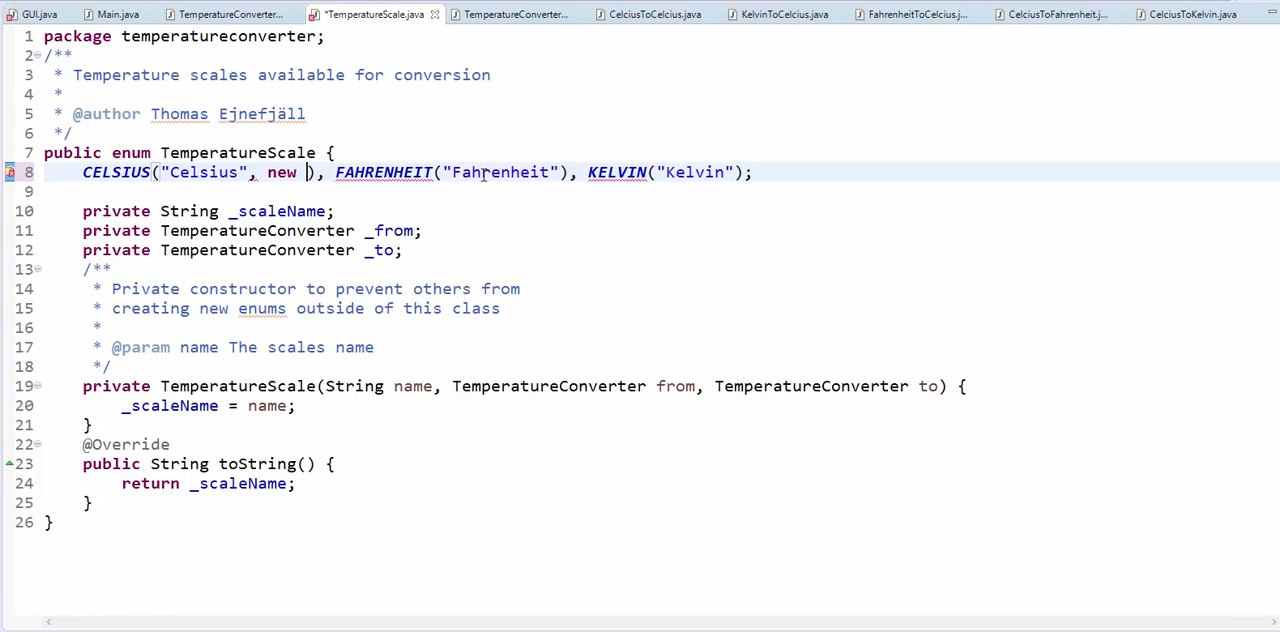 GUI.java Main.java TemperatureConverter... *TemperatureScale.java TemperatureConverter... CelciusToCelcius.java KelvinToCelcius.java FahrenheitToCelcius.j... CelciusToFahrenheit.j... CelciusToKelvin.java
1 package temperatureconverter;
2 /**
3 * Temperature scales available for conversion
4 *
5 * @author Thomas Ejnefjäll
6 */
7 public enum TemperatureScale {
8 CELSIUS("Celsius", new ), FAHRENHEIT("Fahrenheit"), KELVIN("Kelvin");
9
10 private String _scaleName;
11 private TemperatureConverter _from;
12 private TemperatureConverter _to;
13 /**
14 * Private constructor to prevent others from
15 * creating new enums outside of this class
16 *
17 * @param name The scales name
18 */
19 private TemperatureScale(String name, TemperatureConverter from, TemperatureConverter to) {
20 _scaleName = name;
21 }
22 @Override
23 public String toString() {
24 return _scaleName;
25 }
26 }